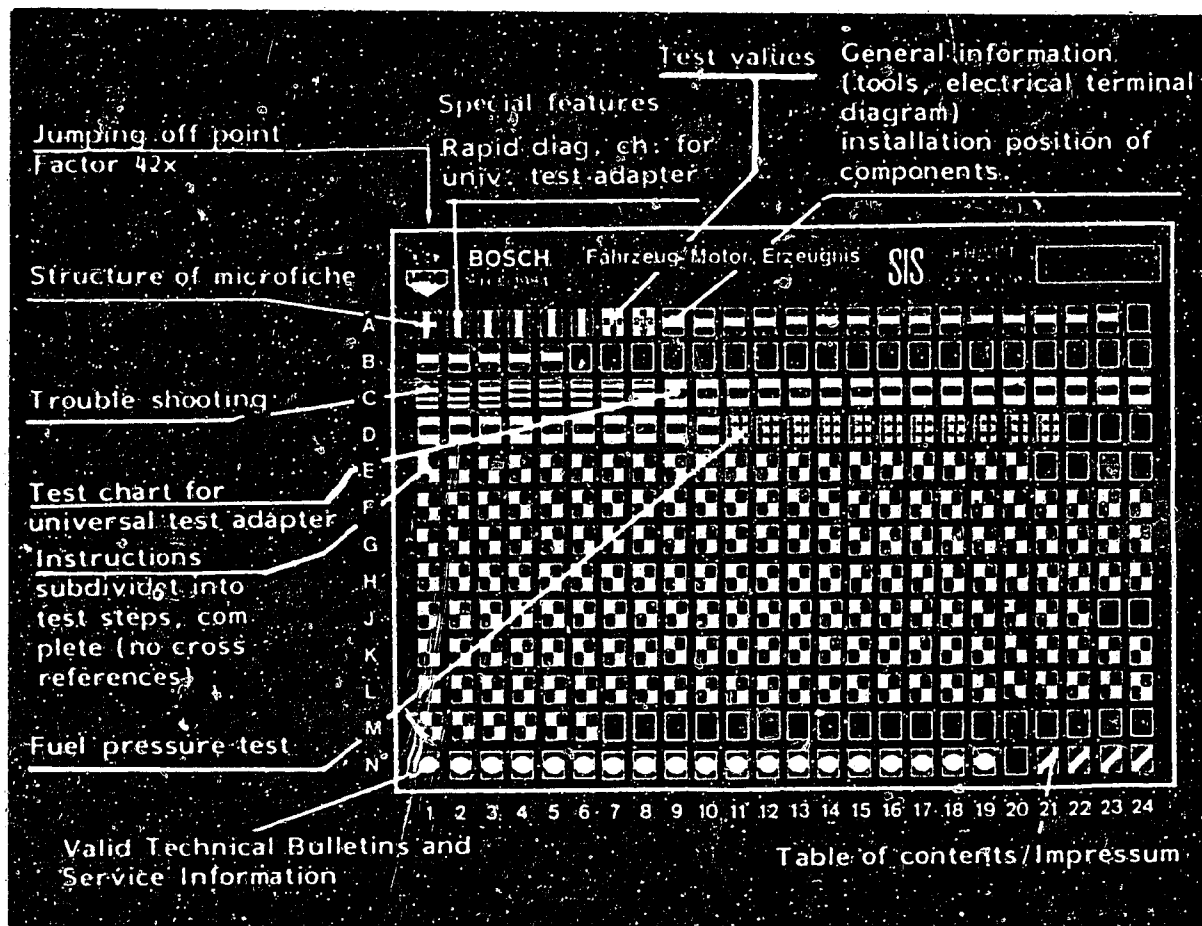 Test values
General information
(tools, electrical terminal
diagram)
installation position of
components.
Special features
Rapid diag. ch. for
univ. test adapter
Jumping off point
Factor 42x
BOSCH
Fahrzeug Motor Erzeugnis
SIS
Structure of microfiche
A
B
Trouble shooting
C
D
E
Test chart for
universal test adapter
F
G
Instructions
subdividet into
test steps, com
plete (no cross
references)
H
J
K
L
M
Fuel pressure test
N
1 2 3 4 5 6 7 8 9 10 11 12 13 14 15 16 17 18 19 20 21 22 23 24
Valid Technical Bulletins and
Service Information
Table of contents/Impressum